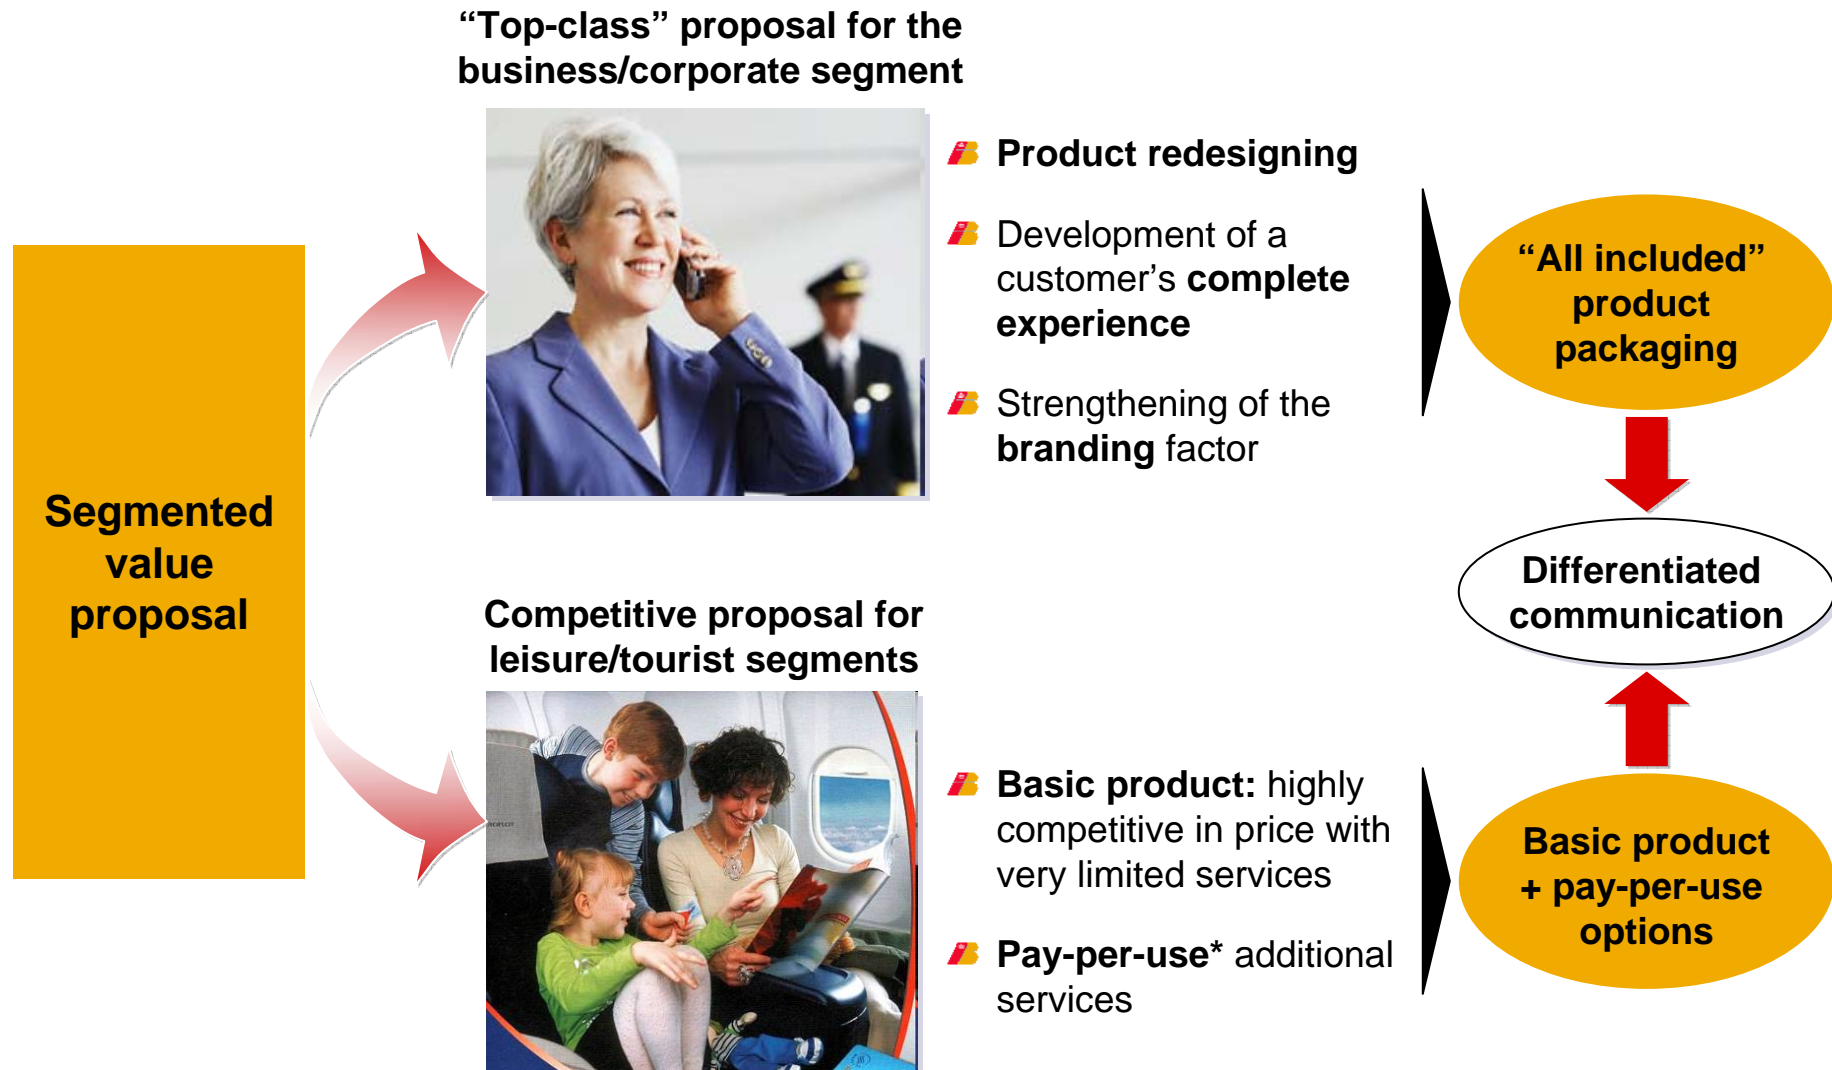 “Top-class” proposal for the
business/corporate segment
Product redesigning
Development of a
customer’s complete
experience
Strengthening of the
branding factor
“All included”
product
packaging
Segmented
value
proposal
Differentiated
communication
Competitive proposal for
leisure/tourist segments
Basic product: highly
competitive in price with
very limited services
Pay-per-use* additional
services
Basic product
+ pay-per-use
options